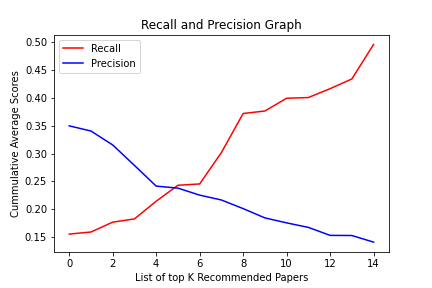 Recall and Precision Graph
Recall
Precision
Cummulative Average Scores
0.50
0.45
0.40
0.35
0.30
0.25
0.20
0.15
0 2 4 6 8 10 12 14
List of top K Recommended Papers